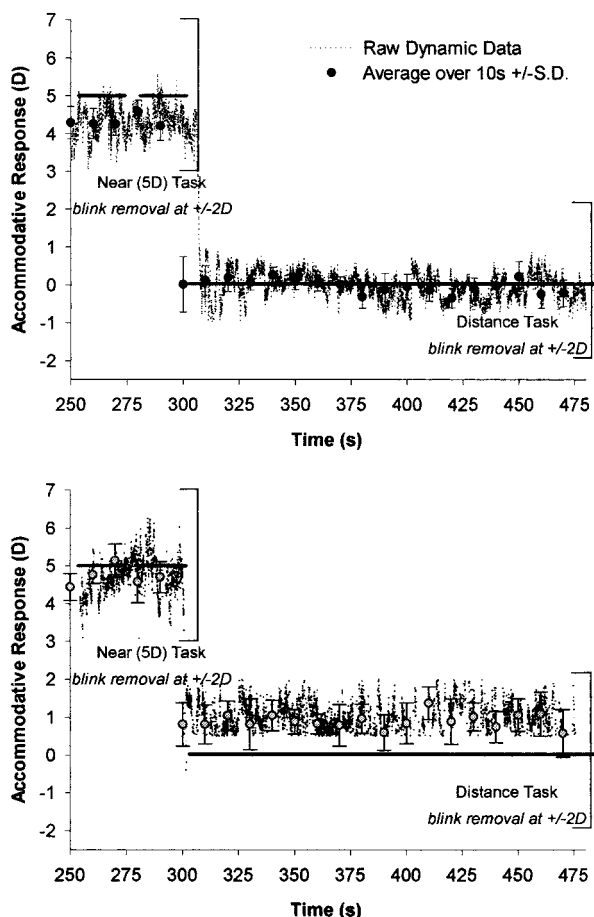 7
Raw Dynamic Data
6
Average over 10s +/-S.D.
5
4
3
Near (5D) Task
2
blink removal at +/-2D
1
0
-1
Distance Task
blink removal at +/-2D
-2
Accommodative Response (D)
250 275 300 325 350 375 400 425 450 475
Time (s)
7
6
5
4
3
Near (5D) Task
2
blink removal at +/-2D
1
0
-1
Distance Task
blink removal at +/-2D
-2
Accommodative Response (D)
250 275 300 325 350 375 400 425 450 475
Time (s)